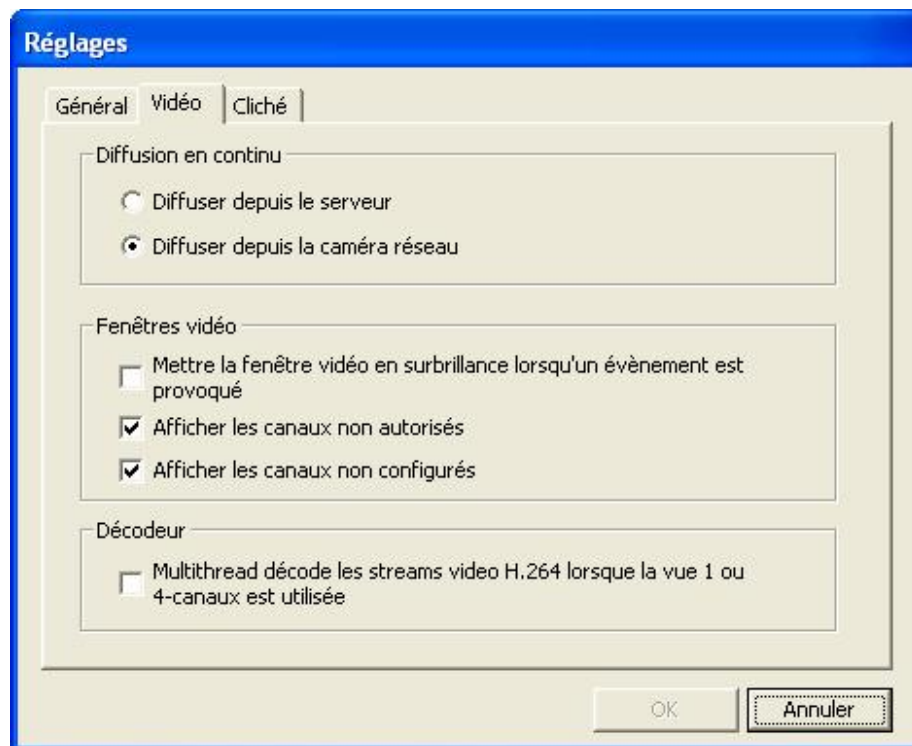 Réglages
Général Vidéo Cliché
Diffusion en continu
Diffuser depuis le serveur
Diffuser depuis la caméra réseau
Fenêtres vidéo
Mettre la fenêtre vidéo en surbrillance lorsqu'un évènement est
provoqué
Afficher les canaux non autorisés
Afficher les canaux non configurés
Décodeur
Multithread décode les streams video H.264 lorsque la vue 1 ou
4-canaux est utilisée
OK Annuler